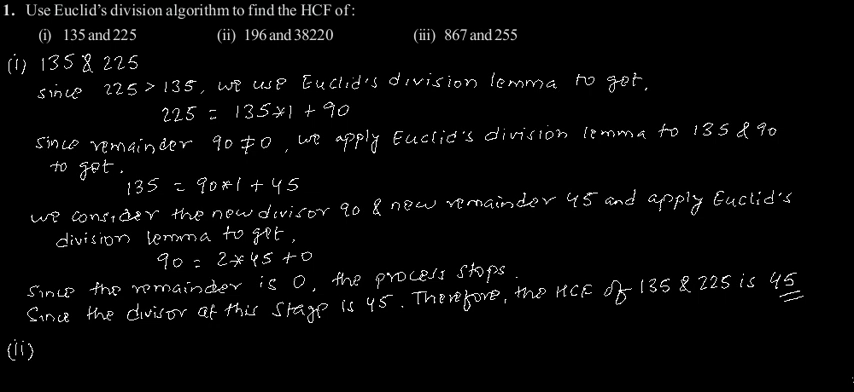 1. Use Euclid's division algorithm to find the HCF of :
(i) 135 and 225 (ii) 196 and 38220 (iii) 867 and 255
(i) 135 & 225
since 225 > 135, we use Euclid's division lemma to get,
225 = 135*1 + 90
since remainder 90 ≠ 0, we apply Euclid's division lemma to 135 & 90
to get,
135 = 90*1 + 45
we consider the new divisor 90 & new remainder 45 and apply Euclid's
division lemma to get,
90 = 2*45 + 0
Since the remainder is 0, the process stops.
Since the divisor at this stage is 45. Therefore, the HCF of 135 & 225 is 45
(ii)